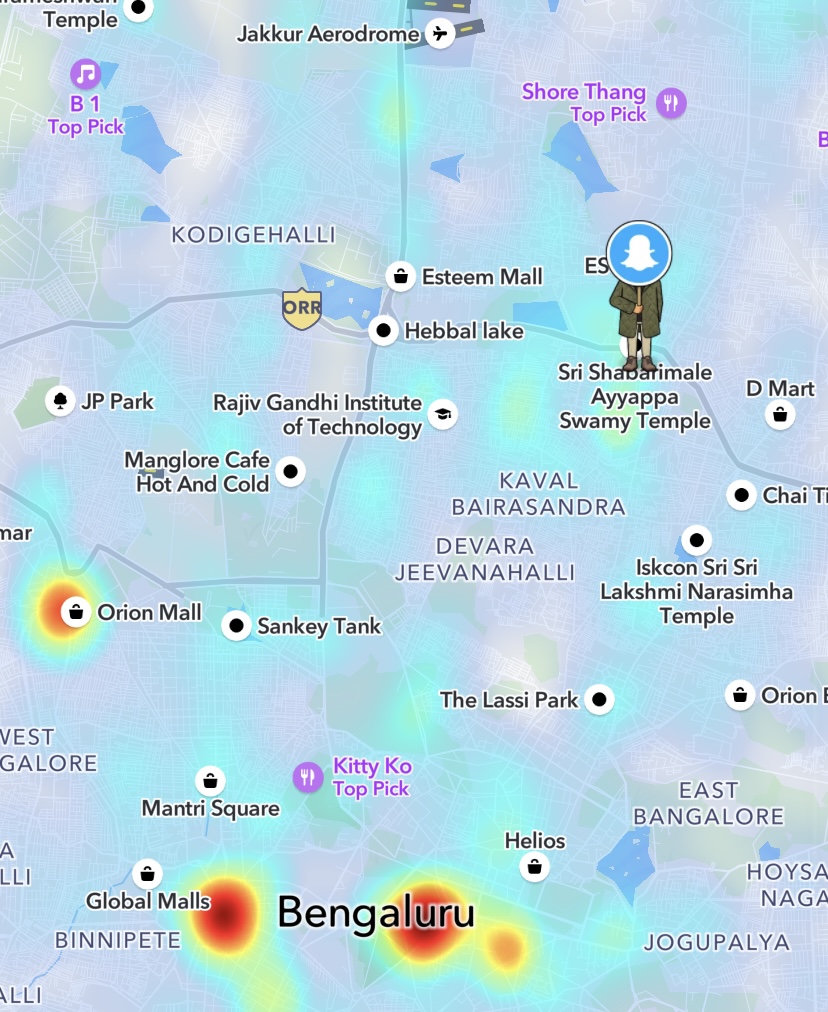 Temple
Jakkur Aerodrome
B 1
Top Pick
Shore Thang
Top Pick
B
KODIGEHALLI
Esteem Mall
ES
ORR
Hebbal lake
Sri Shabarimale
Ayyappa
Swamy Temple
D Mart
JP Park
Rajiv Gandhi Institute
of Technology
Manglore Cafe
Hot And Cold
KAVAL
BAIRASANDRA
Chai Ti
mar
DEVARA
JEEVANAHALLI
Iskcon Sri Sri
Lakshmi Narasimha
Temple
Orion Mall
Sankey Tank
The Lassi Park
Orion
WEST
GALORE
Kitty Ko
Top Pick
Mantri Square
EAST
BANGALORE
Helios
A
LLI
Global Malls
HOYSA
NAGA
Bengaluru
BINNIPETE
JOGUPALYA
ALLI